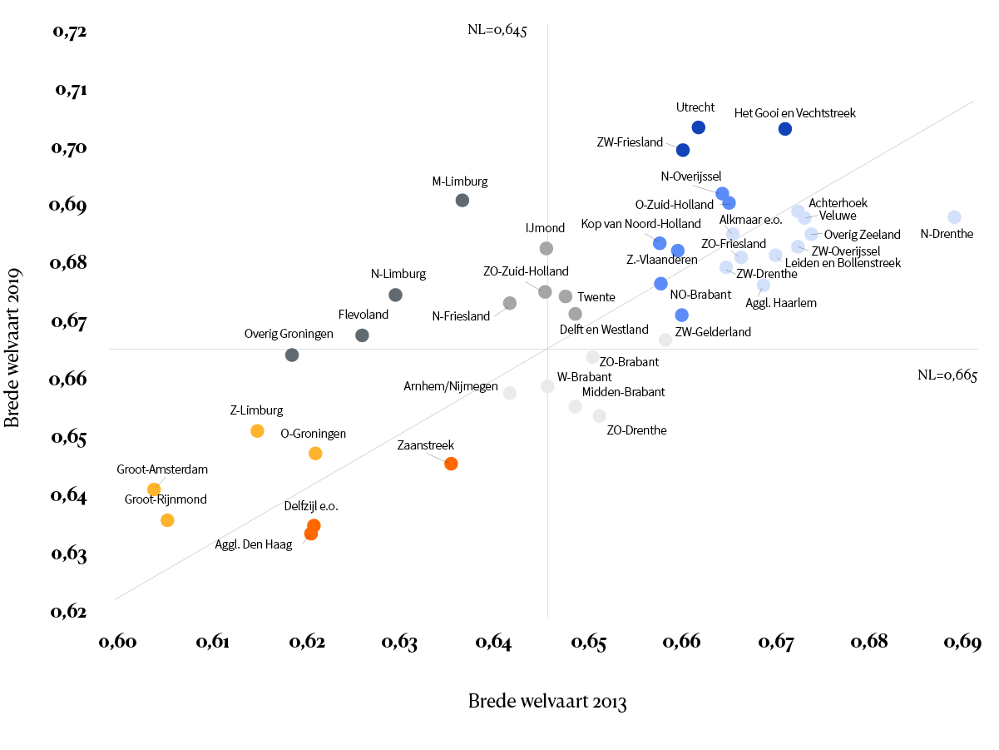 0,72
NL=0,645
0,71
Utrecht
Het Gooi en Vechtstreek
0,70
ZW-Friesland
N-Overijssel
M-Limburg
0,69
O-Zuid-Holland
Achterhoek
Veluwe
Alkmaar e.o.
Kop van Noord-Holland
IJmond
N-Drenthe
Overig Zeeland
ZO-Friesland
ZW-Overijssel
0,68
Z.-Vlaanderen
Leiden en Bollenstreek
ZO-Zuid-Holland
N-Limburg
ZW-Drenthe
NO-Brabant
Twente
Aggl. Haarlem
Flevoland
N-Friesland
0,67
Delft en Westland
ZW-Gelderland
Overig Groningen
ZO-Brabant
NL=0,665
0,66
W-Brabant
Arnhem/Nijmegen
Midden-Brabant
Z-Limburg
ZO-Drenthe
O-Groningen
0,65
Zaanstreek
Groot-Amsterdam
0,64
Groot-Rijnmond
Delfzijl e.o.
Aggl. Den Haag
0,63
0,62
Brede welvaart 2019
0,60 0,61 0,62 0,63 0,64 0,65 0,66 0,67 0,68 0,69
Brede welvaart 2013